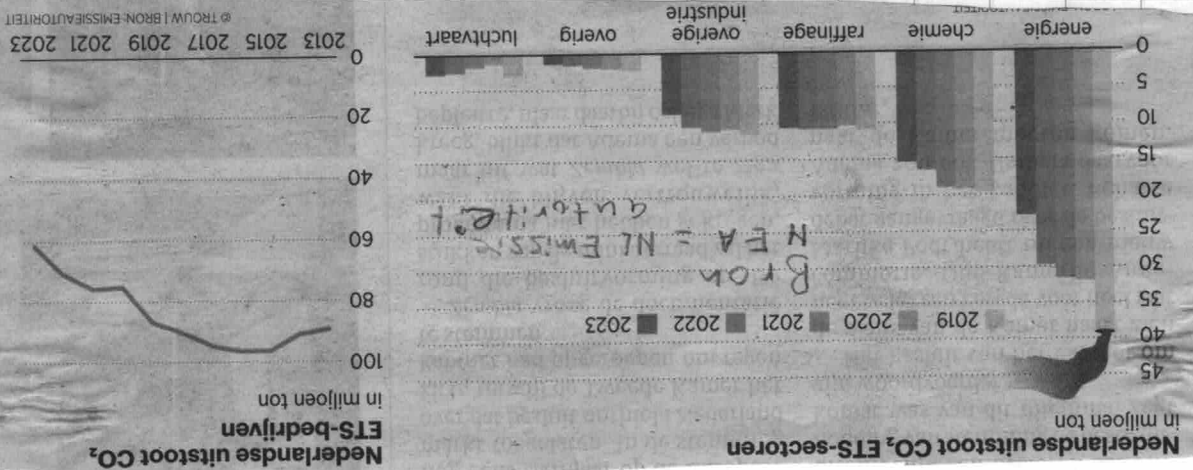 Nederlandse uitstoot CO₂ ETS-sectoren
in miljoen ton
45
40
35
30
25
20
15
10
5
0
2019 2020 2021 2022 2023
energie
chemie
raffinage
overige
industrie
overig
luchtvaart
Bron
NEA = NL Emissie
autoriteit
Nederlandse uitstoot CO₂
ETS-bedrijven
in miljoen ton
100
80
60
40
20
0
2013 2015 2017 2019 2021 2023
© TROUW | BRON: EMISSIEAUTORITEIT